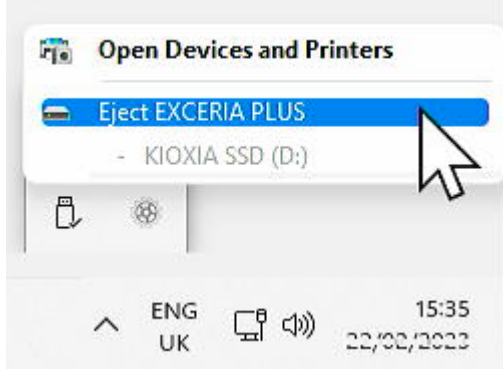 Open Devices and Printers
Eject EXCERIA PLUS
- KIOXIA SSD (D:)
ENG
UK
15:35
22/02/2023